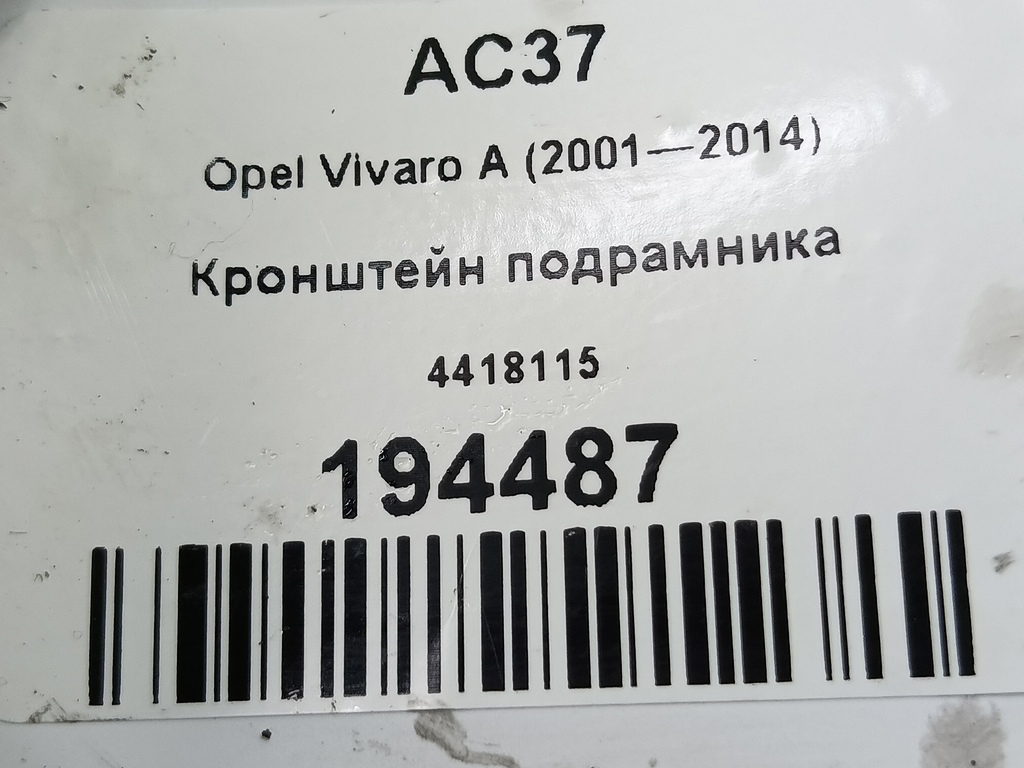 AC37
Opel Vivaro A (2001—2014)
Кронштейн подрамника
4418115
194487